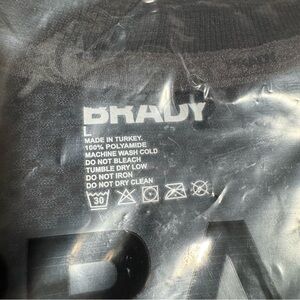 BRADY
L
MADE IN TURKEY.
100% POLYAMIDE
MACHINE WASH COLD
DO NOT BLEACH
TUMBLE DRY LOW
DO NOT IRON
DO NOT DRY CLEAN
30